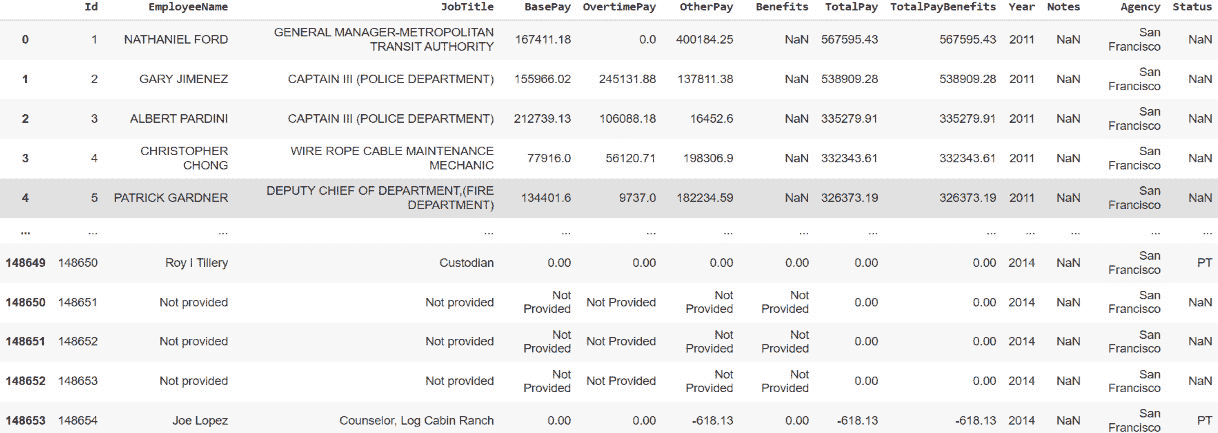 Id EmployeeName JobTitle BasePay OvertimePay OtherPay Benefits TotalPay TotalPayBenefits Year Notes Agency Status
0 1 NATHANIEL FORD GENERAL MANAGER-METROPOLITAN TRANSIT AUTHORITY 167411.18 0.0 400184.25 NaN 567595.43 567595.43 2011 NaN San Francisco NaN
1 2 GARY JIMENEZ CAPTAIN III (POLICE DEPARTMENT) 155966.02 245131.88 137811.38 NaN 538909.28 538909.28 2011 NaN San Francisco NaN
2 3 ALBERT PARDINI CAPTAIN III (POLICE DEPARTMENT) 212739.13 106088.18 16452.6 NaN 335279.91 335279.91 2011 NaN San Francisco NaN
3 4 CHRISTOPHER CHONG WIRE ROPE CABLE MAINTENANCE MECHANIC 77916.0 56120.71 198306.9 NaN 332343.61 332343.61 2011 NaN San Francisco NaN
4 5 PATRICK GARDNER DEPUTY CHIEF OF DEPARTMENT,(FIRE DEPARTMENT) 134401.6 9737.0 182234.59 NaN 326373.19 326373.19 2011 NaN San Francisco NaN
... ... ... ... ... ... ... ... ... ... ... ... ... ...
148649 148650 Roy I Tillery Custodian 0.00 0.00 0.00 0.00 0.00 0.00 2014 NaN San Francisco PT
148650 148651 Not provided Not provided Not Provided Not Provided Not Provided Not Provided 0.00 0.00 2014 NaN San Francisco NaN
148651 148652 Not provided Not provided Not Provided Not Provided Not Provided Not Provided 0.00 0.00 2014 NaN San Francisco NaN
148652 148653 Not provided Not provided Not Provided Not Provided Not Provided Not Provided 0.00 0.00 2014 NaN San Francisco NaN
148653 148654 Joe Lopez Counselor, Log Cabin Ranch 0.00 0.00 -618.13 0.00 -618.13 -618.13 2014 NaN San Francisco PT